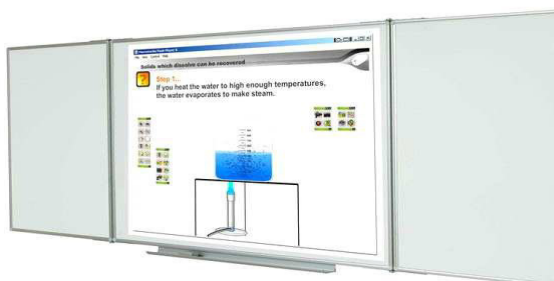 Solids which dissolve can be recovered
Step 1...
If you heat the water to high enough temperatures,
the water evaporates to make steam.